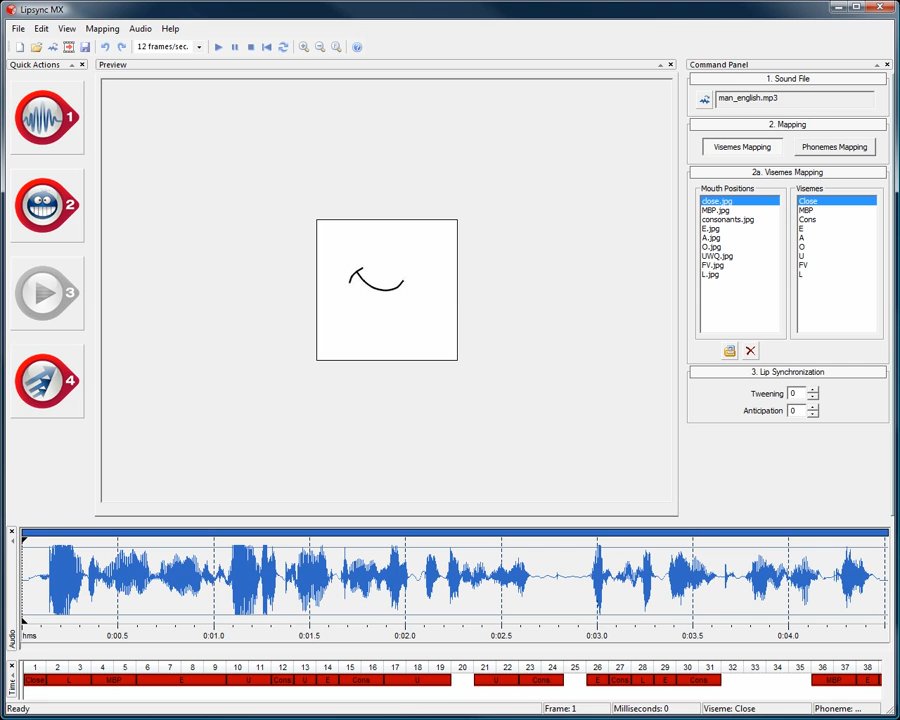 Lipsync MX
File Edit View Mapping Audio Help
12 frames/sec.
Quick Actions
Preview
Command Panel
1
2
3
4
1. Sound File
man_english.mp3
2. Mapping
Visemes Mapping Phonemes Mapping
2a. Visemes Mapping
Mouth Positions Visemes
close.jpg Close
MBP.jpg MBP
consonants.jpg Cons
E.jpg E
A.jpg A
O.jpg O
UWQ.jpg U
FV.jpg FV
L.jpg L
3. Lip Synchronization
Tweening 0
Anticipation 0
Audio
hms 0:00.5 0:01.0 0:01.5 0:02.0 0:02.5 0:03.0 0:03.5 0:04.0
1 2 3 4 5 6 7 8 9 10 11 12 13 14 15 16 17 18 19 20 21 22 23 24 25 26 27 28 29 30 31 32 33 34 35 36 37 38
Close L MBP E U Cons U E Cons U U Cons E Cons L E Cons MBP E
Ready Frame: 1 Milliseconds: 0 Viseme: Close Phoneme: ...